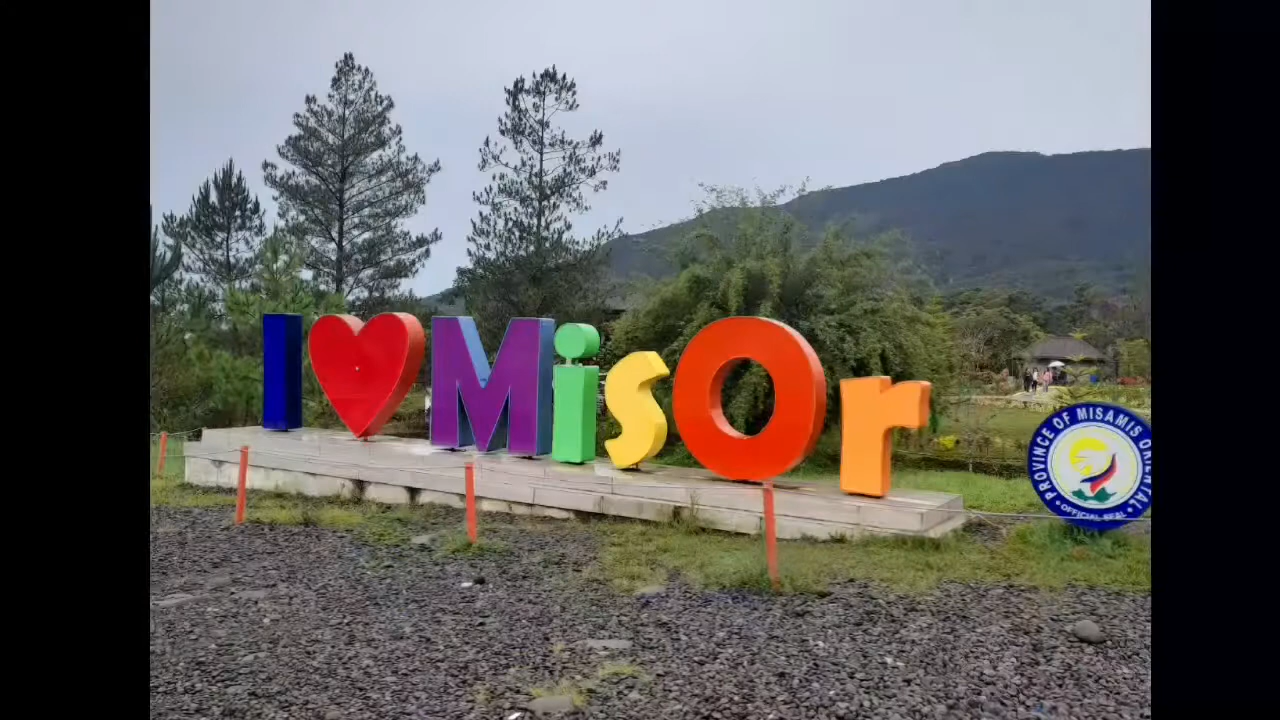 I ❤ MisOr
PROVINCE OF MISAMIS ORIENTAL
• OFFICIAL SEAL •